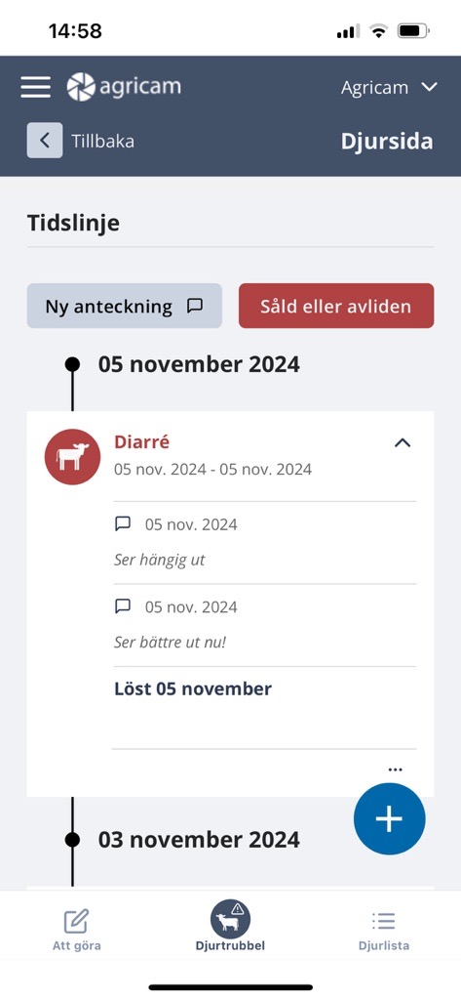 14:58
agricam
Agricam
Tillbaka
Djursida
Tidslinje
Ny anteckning
Såld eller avliden
05 november 2024
Diarré
05 nov. 2024 - 05 nov. 2024
05 nov. 2024
Ser hängig ut
05 nov. 2024
Ser bättre ut nu!
Löst 05 november
...
03 november 2024
Att göra
Djurtrubbel
Djurlista